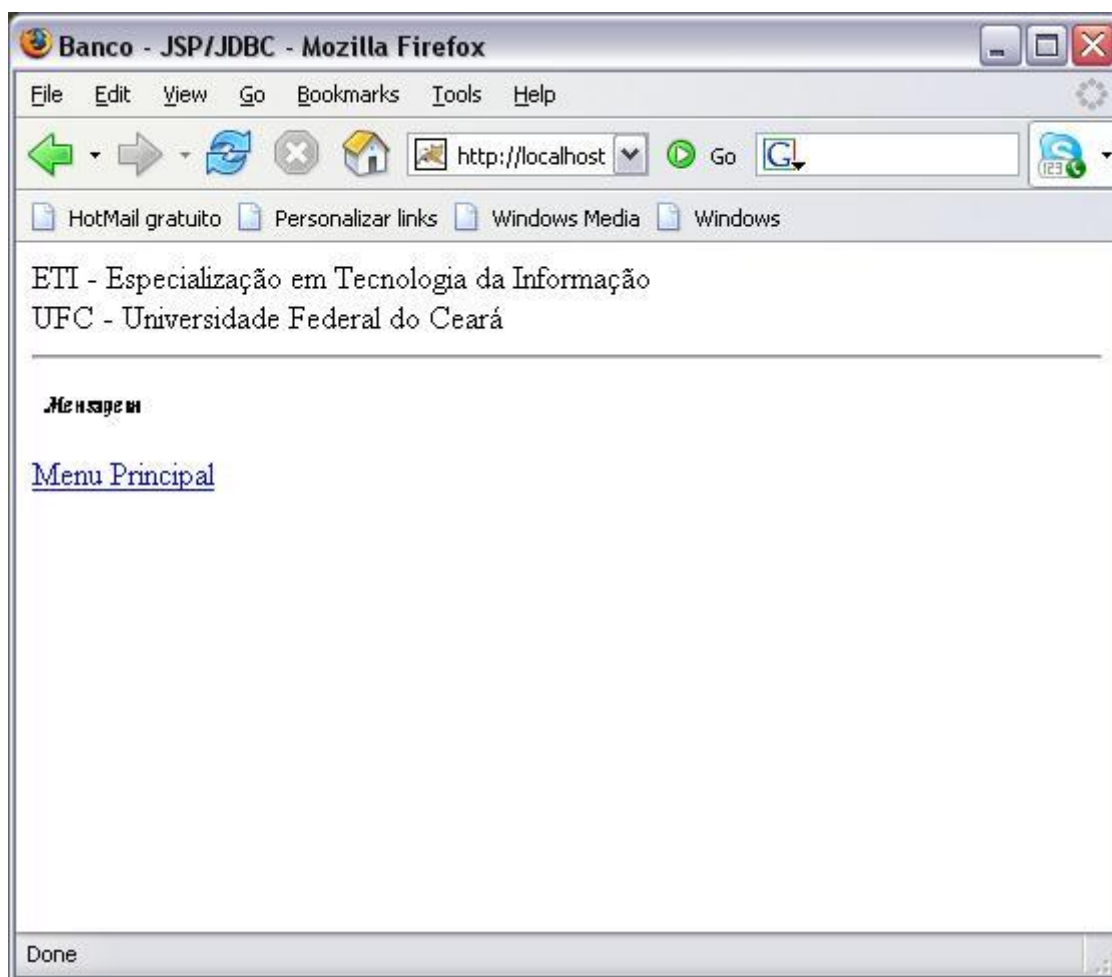 Banco - JSP/JDBC - Mozilla Firefox
File Edit View Go Bookmarks Tools Help
http://localhost Go G
HotMail gratuito Personalizar links Windows Media Windows
ETI - Especialização em Tecnologia da Informação
UFC - Universidade Federal do Ceará
Mensagem
Menu Principal
Done